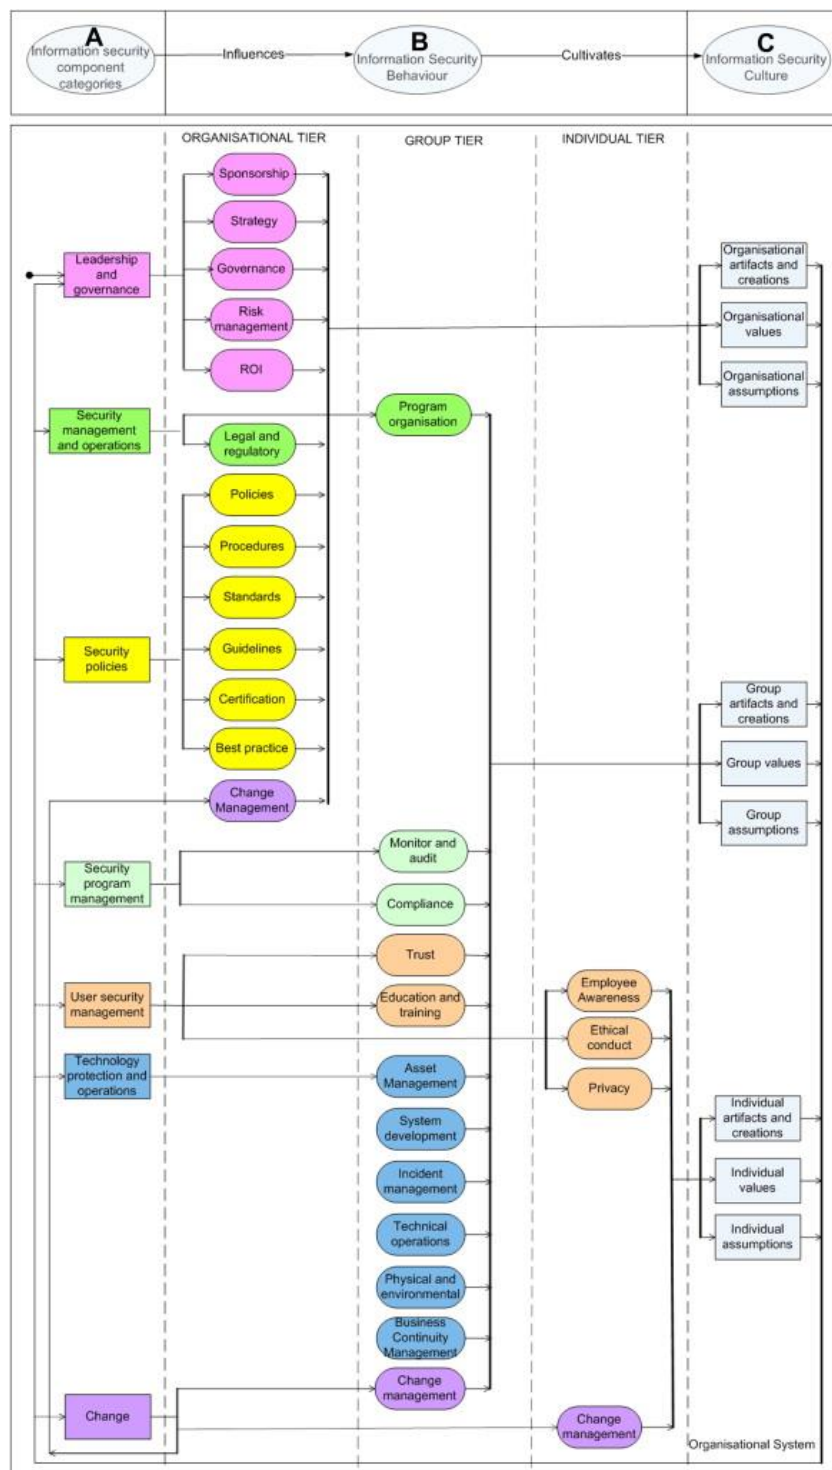 A
Information security
component
categories
Influences
B
Information Security
Behaviour
Cultivates
C
Information Security
Culture
ORGANISATIONAL TIER
GROUP TIER
INDIVIDUAL TIER
Sponsorship
Strategy
Leadership
and
governance
Governance
Risk
management
ROI
Organisational
artifacts and
creations
Organisational
values
Organisational
assumptions
Security
management
and operations
Program
organisation
Legal and
regulatory
Policies
Procedures
Standards
Security
policies
Guidelines
Certification
Best practice
Change
Management
Group
artifacts and
creations
Group values
Group
assumptions
Security
program
management
Monitor and
audit
Compliance
User security
management
Trust
Education and
training
Employee
Awareness
Ethical
conduct
Privacy
Technology
protection and
operations
Asset
Management
System
development
Incident
management
Technical
operations
Physical and
environmental
Business
Continuity
Management
Individual
artifacts and
creations
Individual
values
Individual
assumptions
Change
Change
management
Change
management
Organisational System